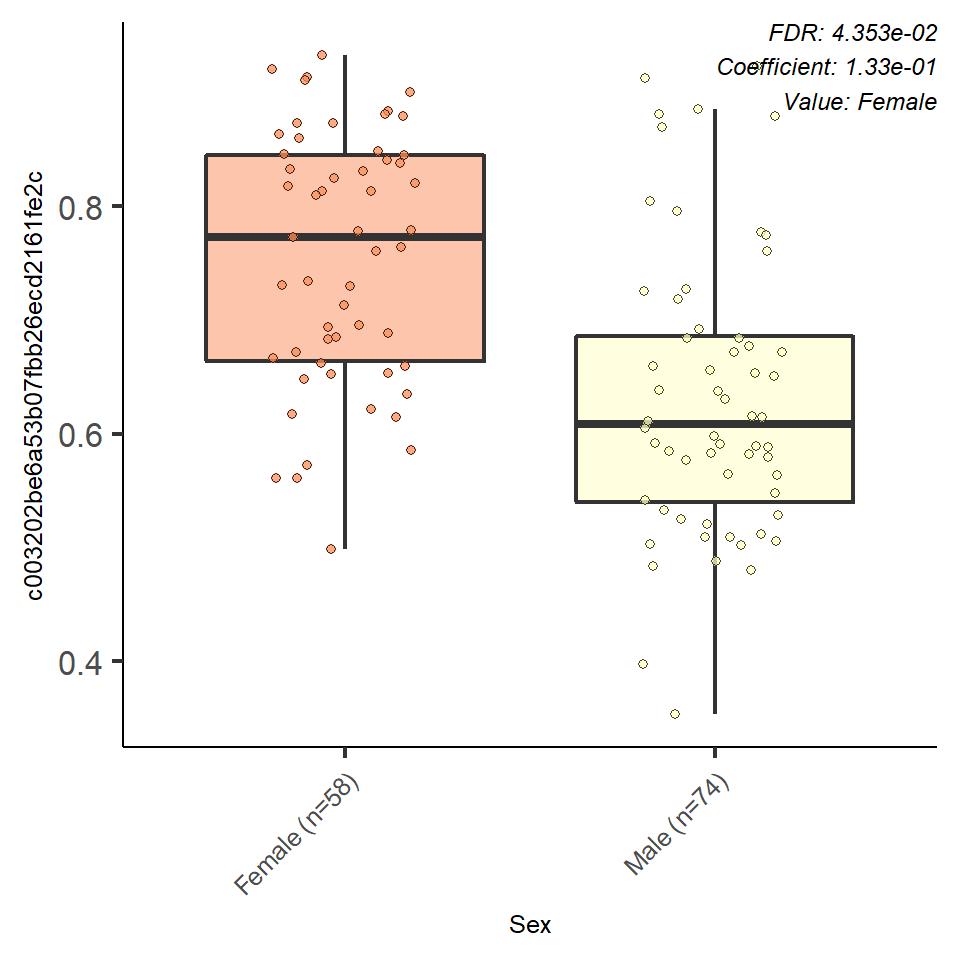 FDR: 4.353e-02
Coefficient: 1.33e-01
Value: Female
c003202be6a53b07fbb26ecd2161fe2c
0.8
0.6
0.4
Female (n=58)
Male (n=74)
Sex